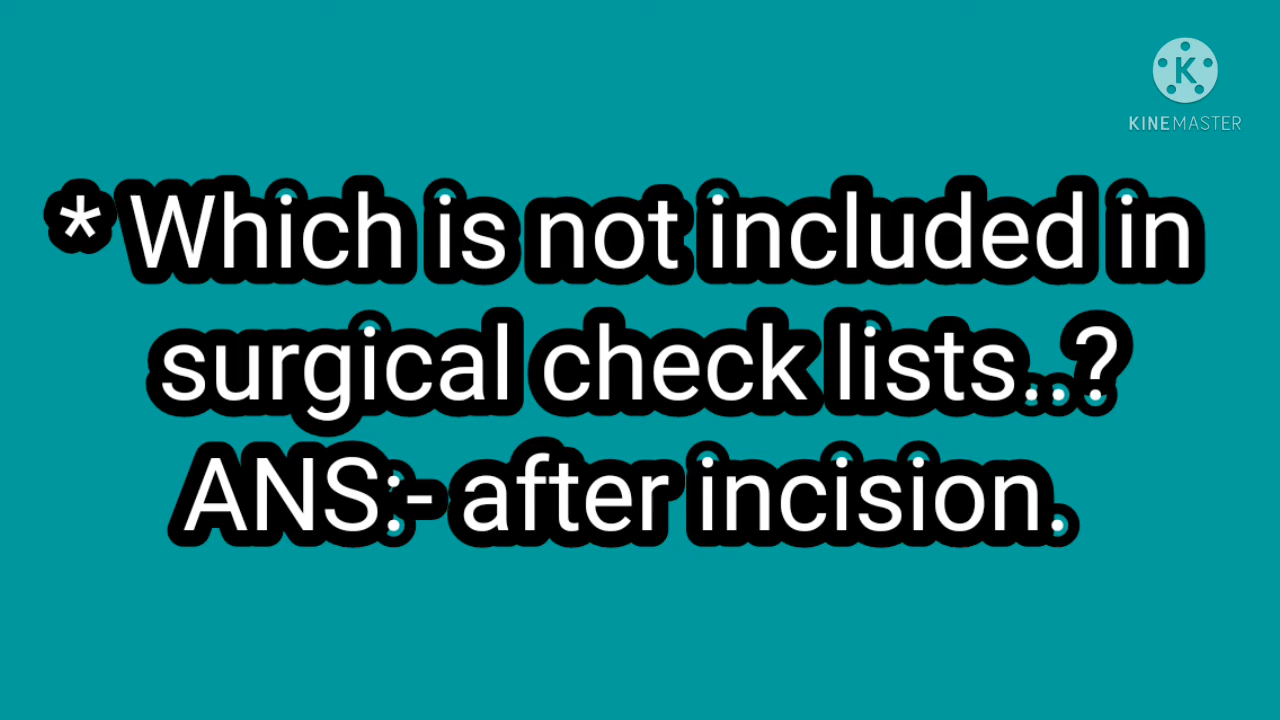 KINEMASTER
* Which is not included in
surgical check lists..?
ANS:- after incision.